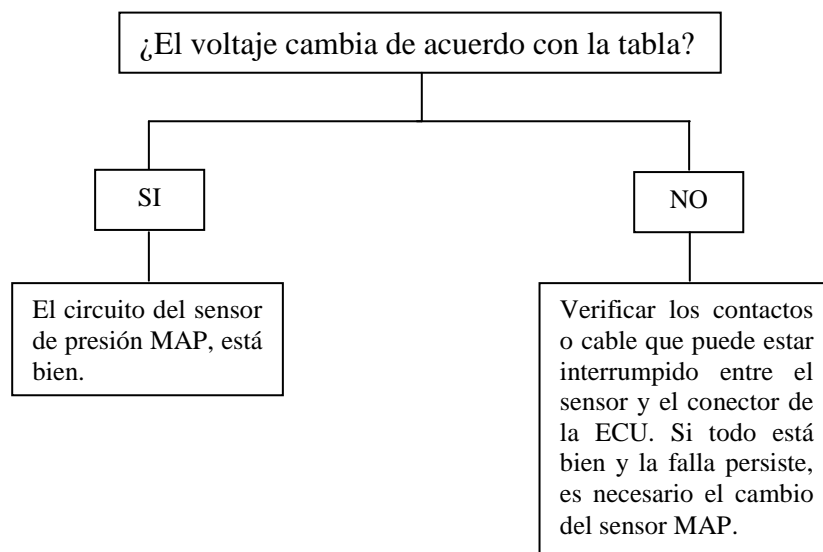 ¿El voltaje cambia de acuerdo con la tabla?
SI
NO
El circuito del sensor
de presión MAP, está
bien.
Verificar los contactos
o cable que puede estar
interrumpido entre el
sensor y el conector de
la ECU. Si todo está
bien y la falla persiste,
es necesario el cambio
del sensor MAP.